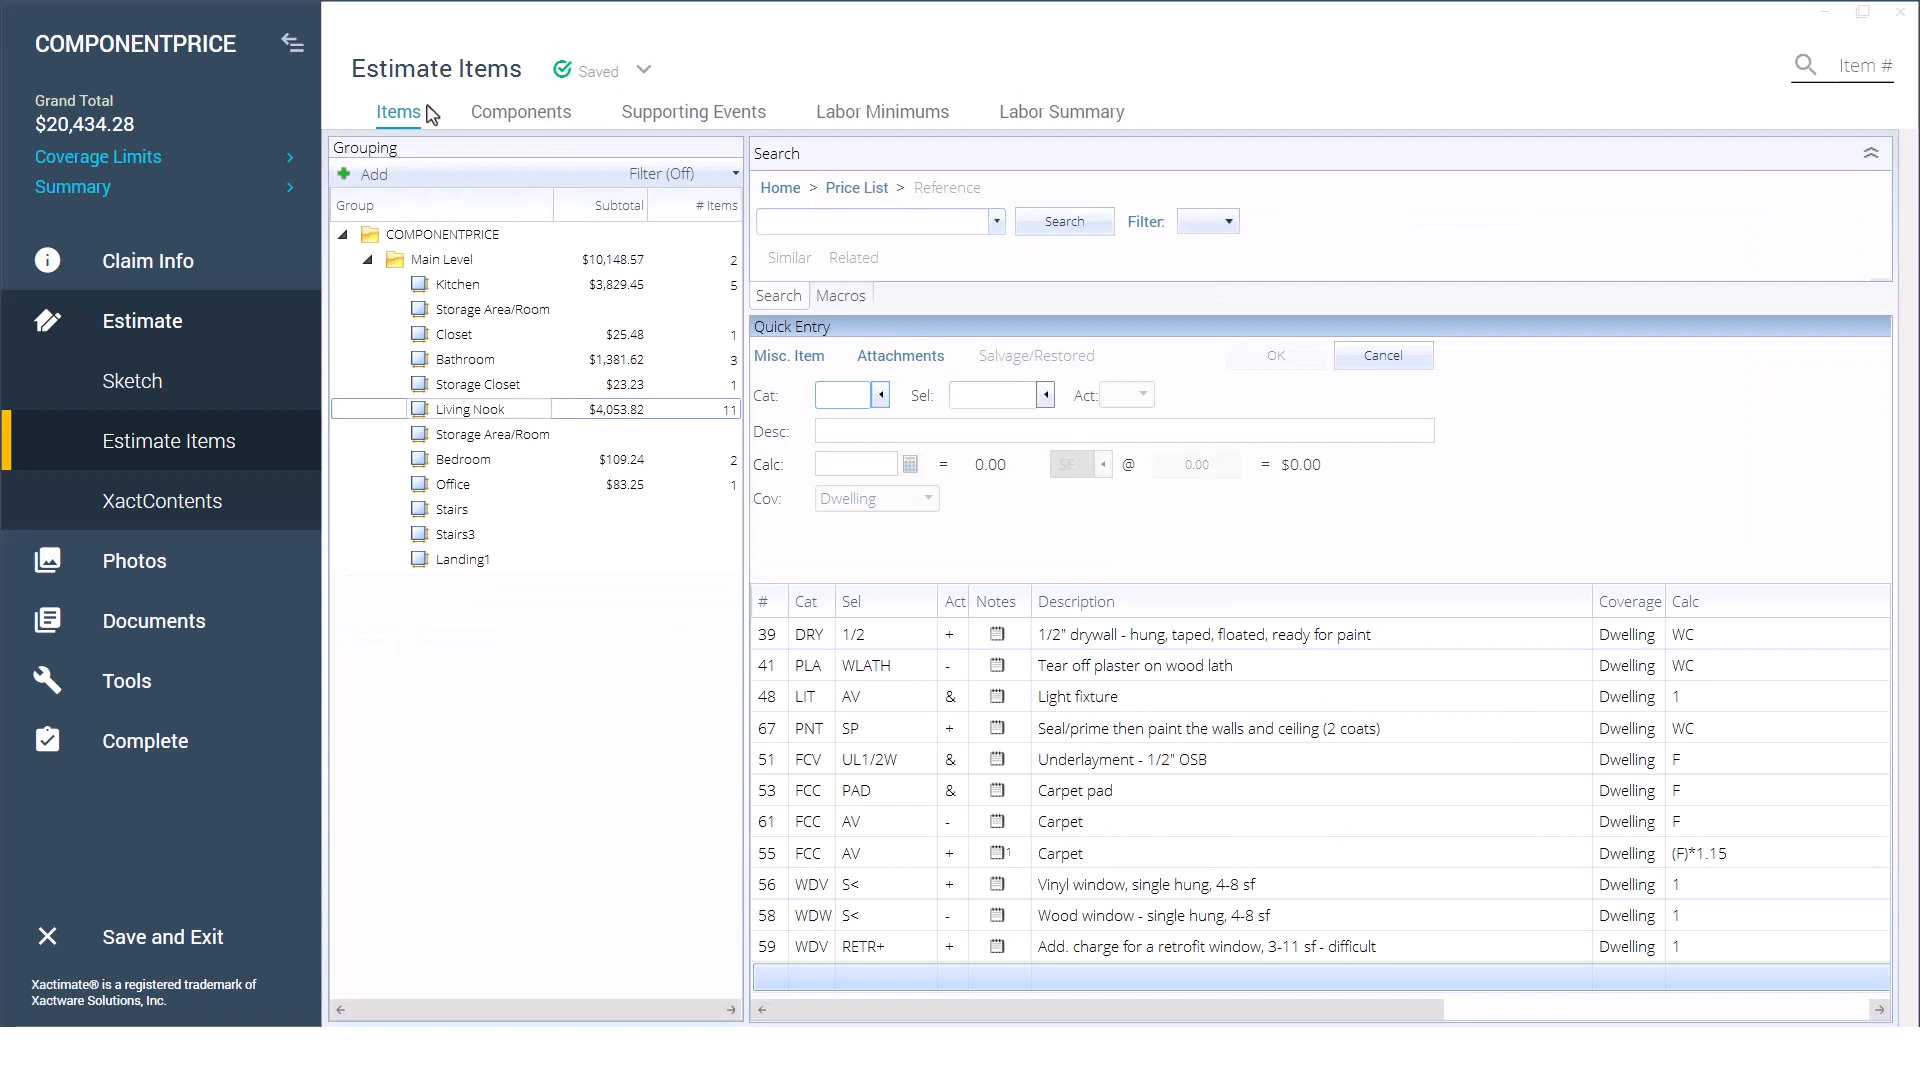 COMPONENTPRICE
Grand Total
$20,434.28
Coverage Limits
Summary
Claim Info
Estimate
Sketch
Estimate Items
XactContents
Photos
Documents
Tools
Complete
Save and Exit
Xactimate® is a registered trademark of
Xactware Solutions, Inc.
Estimate Items Saved
Item #
Items Components Supporting Events Labor Minimums Labor Summary
Grouping
Add Filter (Off)
Group Subtotal # Items
COMPONENTPRICE
Main Level $10,148.57 2
Kitchen $3,829.45 5
Storage Area/Room
Closet $25.48 1
Bathroom $1,381.62 3
Storage Closet $23.23 1
Living Nook $4,053.82 11
Storage Area/Room
Bedroom $109.24 2
Office $83.25 1
Stairs
Stairs3
Landing1
Search
Home > Price List > Reference
Search Filter:
Similar Related
Search Macros
Quick Entry
Misc. Item Attachments Salvage/Restored OK Cancel
Cat: Sel: Act:
Desc:
Calc: = 0.00 SF @ 0.00 = $0.00
Cov: Dwelling
# Cat Sel Act Notes Description Coverage Calc
39 DRY 1/2 + 1/2" drywall - hung, taped, floated, ready for paint Dwelling WC
41 PLA WLATH - Tear off plaster on wood lath Dwelling WC
48 LIT AV & Light fixture Dwelling 1
67 PNT SP + Seal/prime then paint the walls and ceiling (2 coats) Dwelling WC
51 FCV UL1/2W & Underlayment - 1/2" OSB Dwelling F
53 FCC PAD & Carpet pad Dwelling F
61 FCC AV - Carpet Dwelling F
55 FCC AV + 1 Carpet Dwelling (F)*1.15
56 WDV S< + Vinyl window, single hung, 4-8 sf Dwelling 1
58 WDW S< - Wood window - single hung, 4-8 sf Dwelling 1
59 WDV RETR+ + Add. charge for a retrofit window, 3-11 sf - difficult Dwelling 1